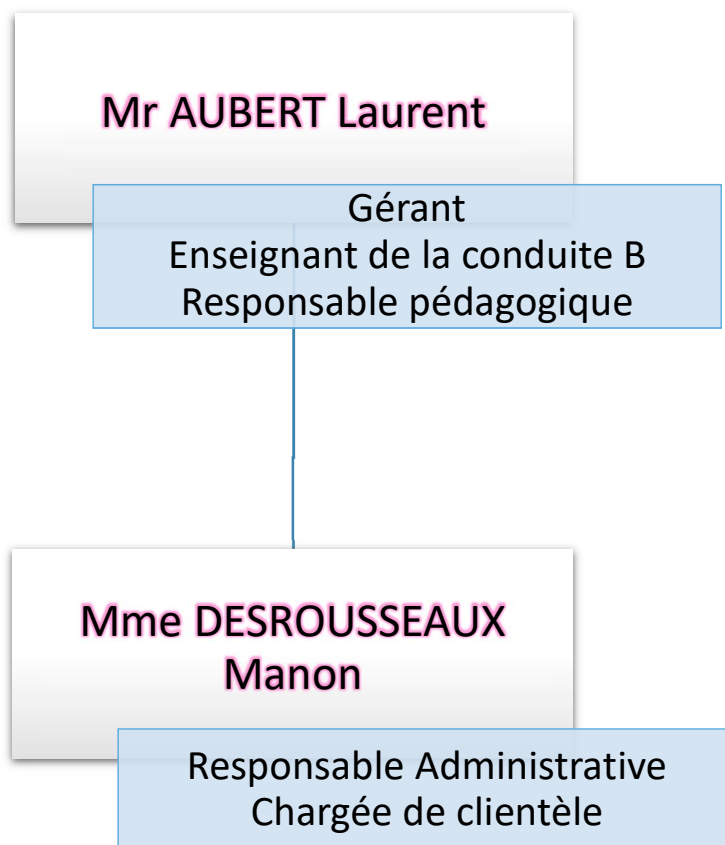 Mr AUBERT Laurent
Gérant
Enseignant de la conduite B
Responsable pédagogique
Mme DESROUSSEAUX
Manon
Responsable Administrative
Chargée de clientèle